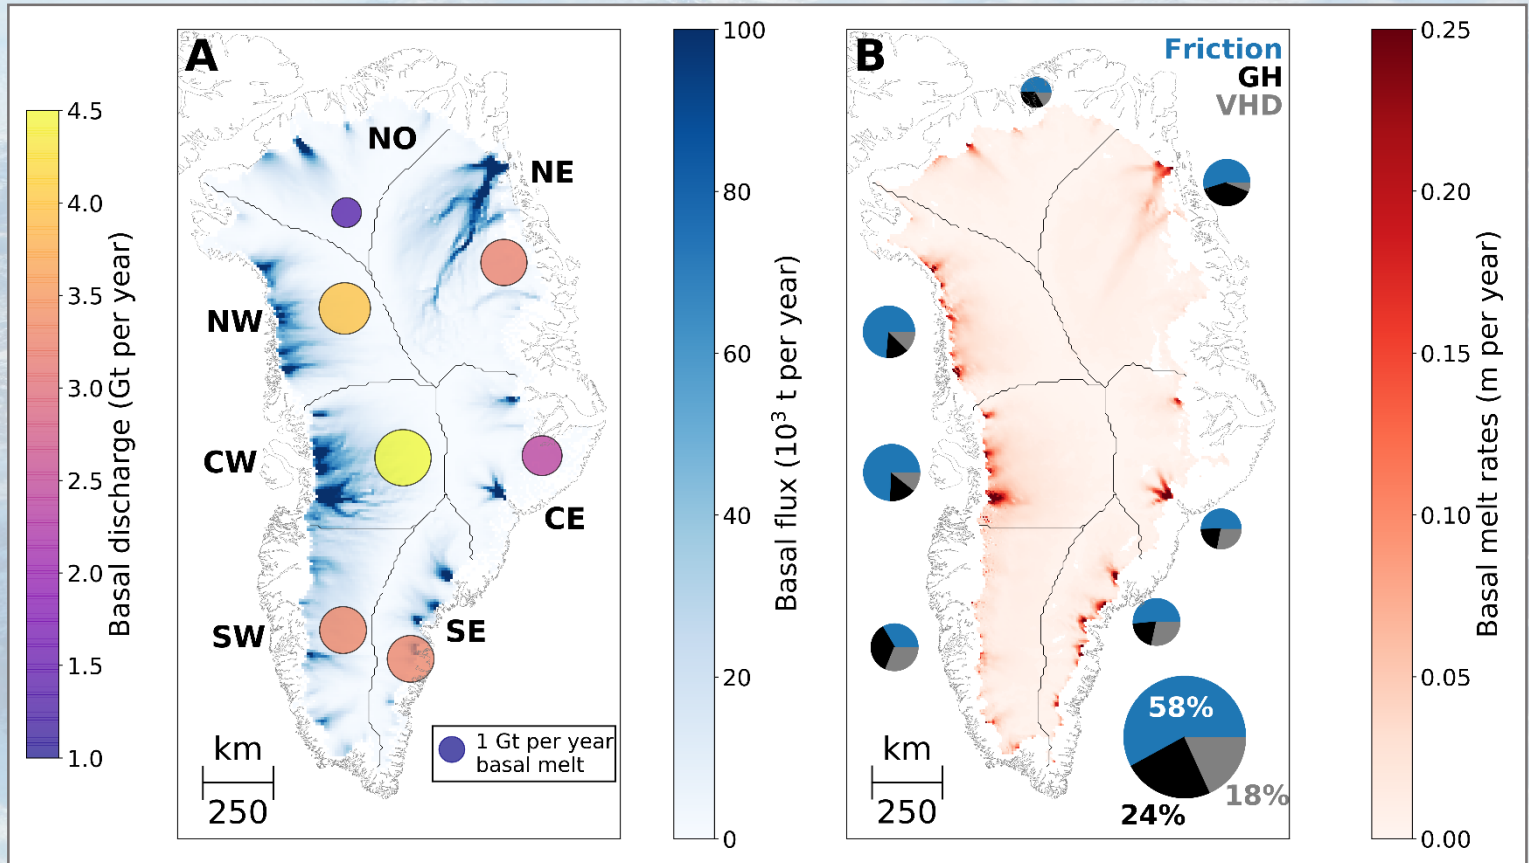 4.5
4.0
3.5
3.0
2.5
2.0
1.5
1.0
Basal discharge (Gt per year)
A
NO
NE
NW
CW
CE
SW
SE
km
250
1 Gt per year
basal melt
100
80
60
40
20
0
Basal flux (10³ t per year)
B
Friction
GH
VHD
58%
18%
24%
km
250
0.25
0.20
0.15
0.10
0.05
0.00
Basal melt rates (m per year)